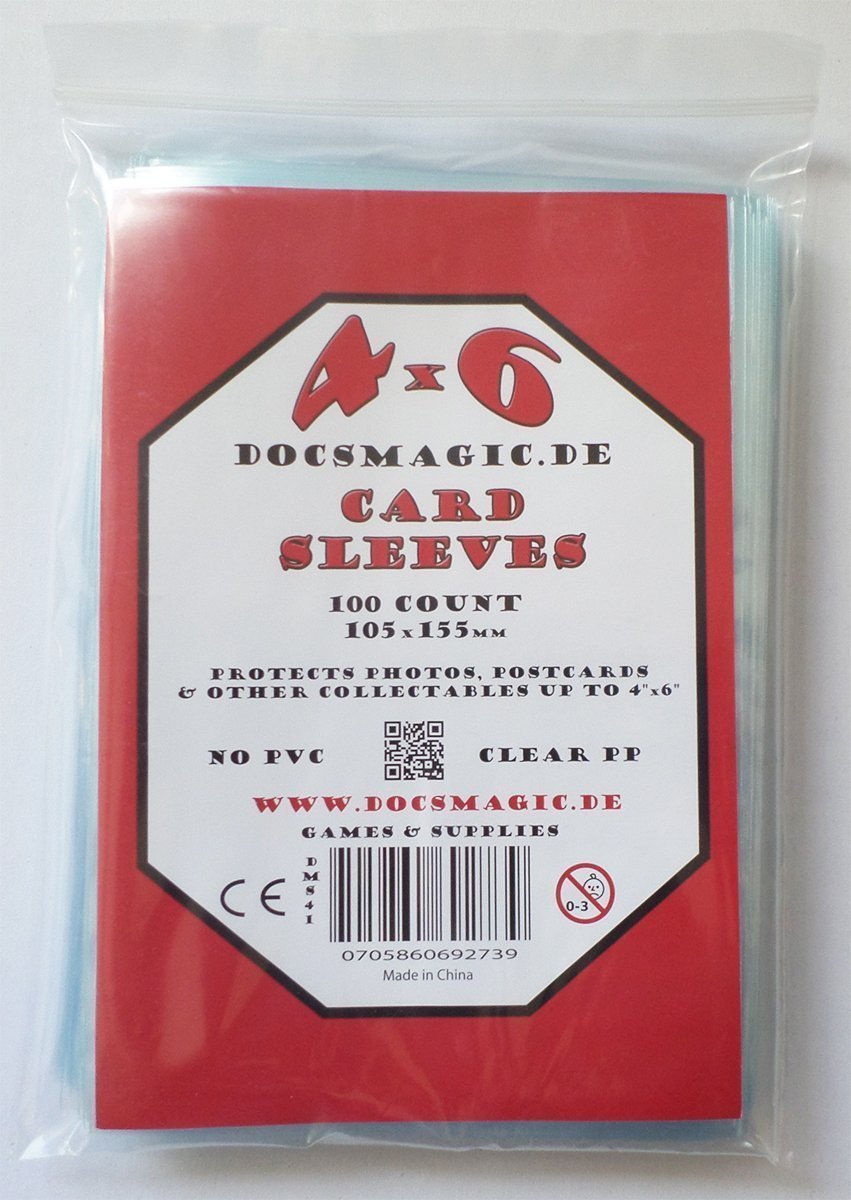 4x6
DOCSMAGIC.DE
CARD
SLEEVES
100 COUNT
105x155MM
PROTECTS PHOTOS, POSTCARDS
& OTHER COLLECTABLES UP TO 4"x6"
NO PVC CLEAR PP
WWW.DOCSMAGIC.DE
GAMES & SUPPLIES
CE
DMS41
0-3
0705860692739
Made in China